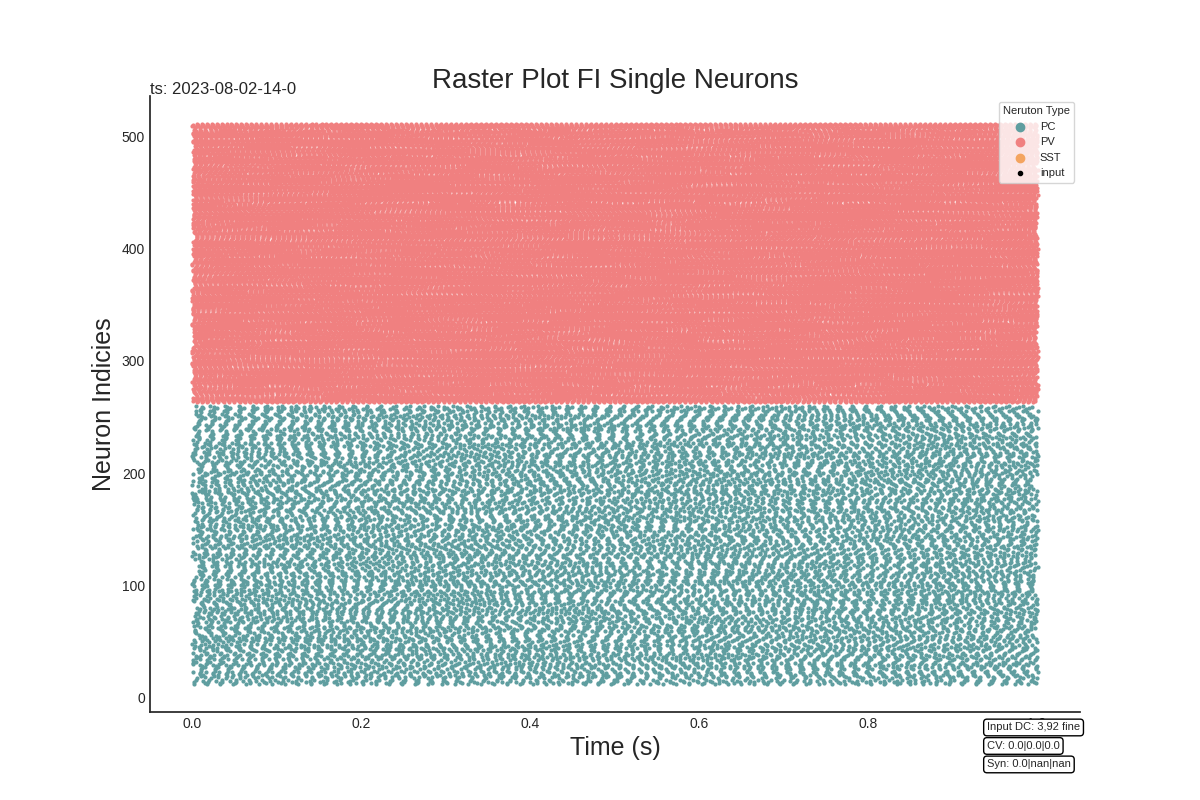 Raster Plot FI Single Neurons
ts: 2023-08-02-14-0
Neruton Type
PC
PV
SST
input
Neuron Indicies
500
400
300
200
100
0
0.0 0.2 0.4 0.6 0.8
Time (s)
Input DC: 3,92 fine
CV: 0.0|0.0|0.0
Syn: 0.0|nan|nan